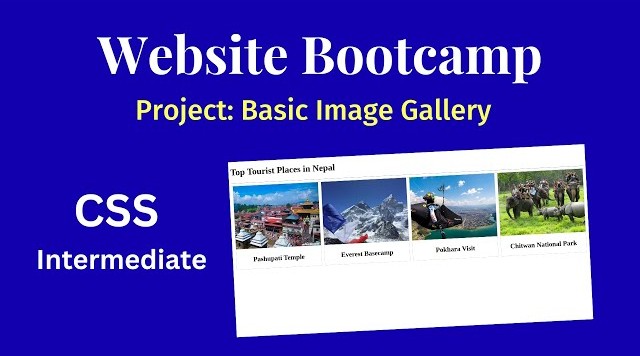 Website Bootcamp
Project: Basic Image Gallery
CSS
Intermediate
Top Tourist Places in Nepal
Pashupati Temple
Everest Basecamp
Pokhara Visit
Chitwan National Park